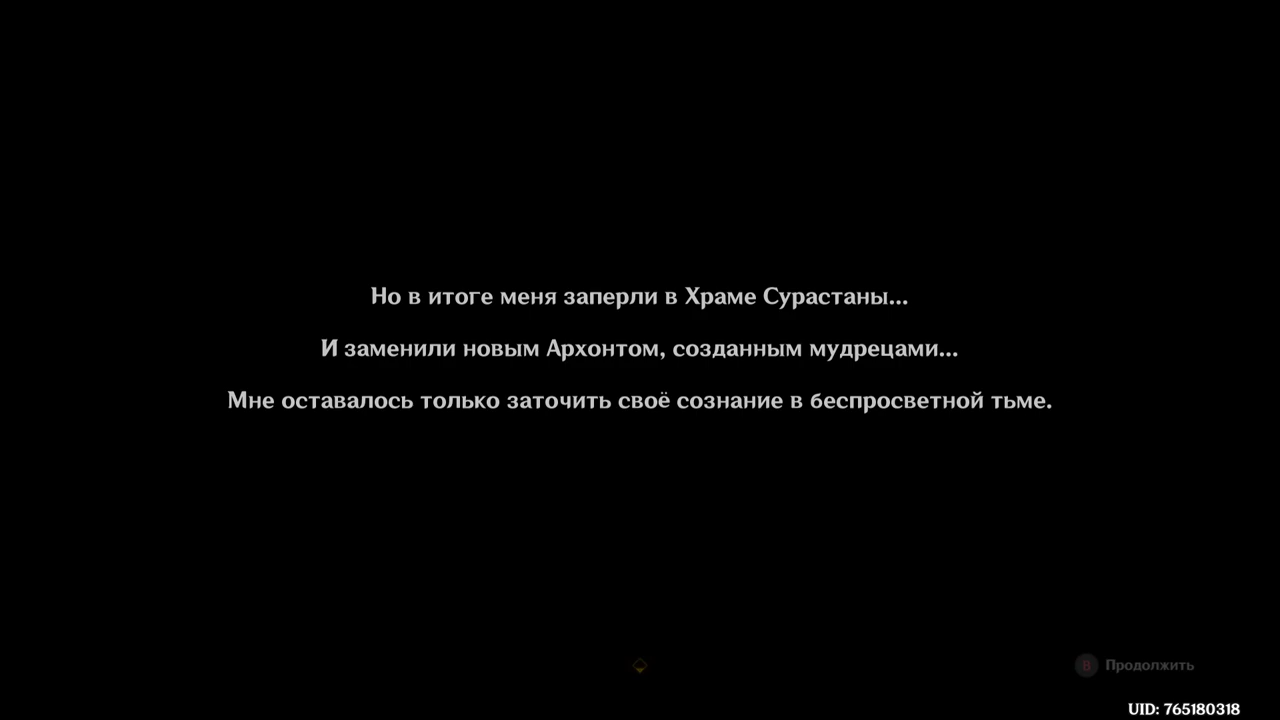 Но в итоге меня заперли в Храме Сурастаны...
И заменили новым Архонтом, созданным мудрецами...
Мне оставалось только заточить своё сознание в беспросветной тьме.
B Продолжить
UID: 765180318